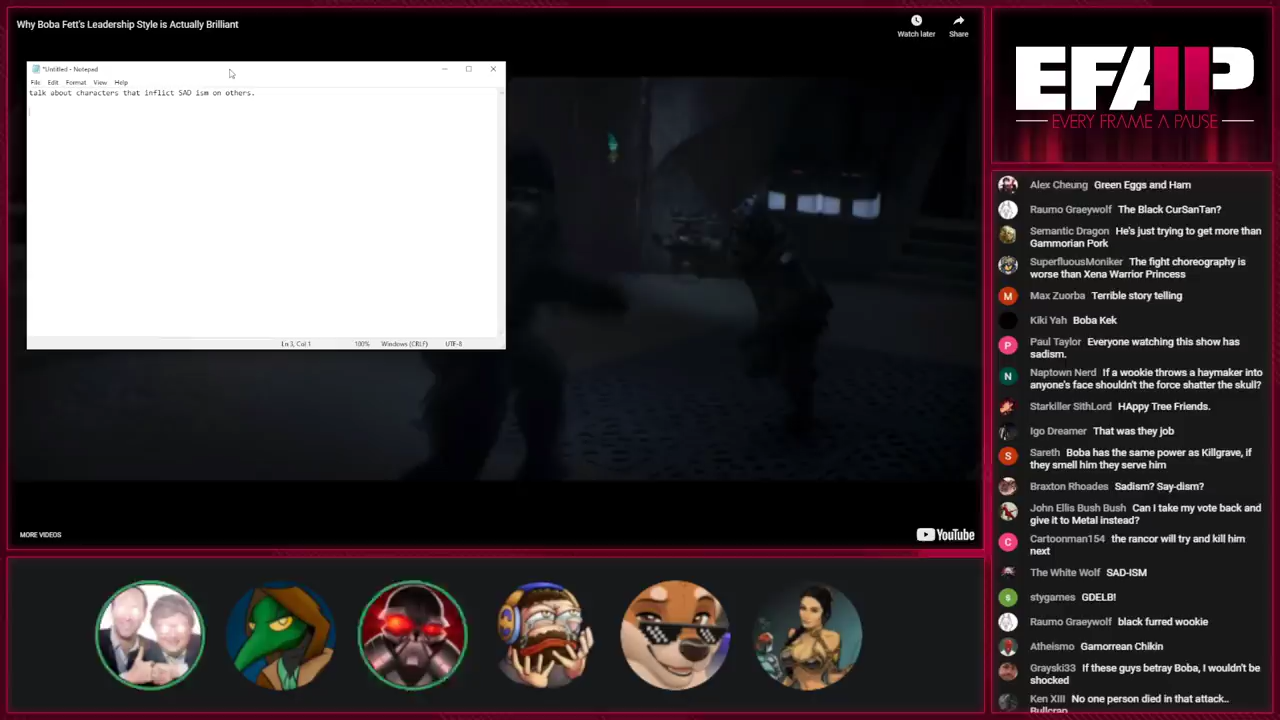 Why Boba Fett's Leadership Style is Actually Brilliant
Watch later
Share
*Untitled - Notepad
File Edit Format View Help
talk about characters that inflict SAD ism on others.
Ln 3, Col 1 100% Windows (CRLF) UTF-8
MORE VIDEOS
YouTube
EFAP
EVERY FRAME A PAUSE
Alex Cheung Green Eggs and Ham
Raumo Graeywolf The Black CurSanTan?
Semantic Dragon He's just trying to get more than
Gammorian Pork
SuperfluousMoniker The fight choreography is
worse than Xena Warrior Princess
M Max Zuorba Terrible story telling
Kiki Yah Boba Kek
P Paul Taylor Everyone watching this show has
sadism.
N Naptown Nerd If a wookie throws a haymaker into
anyone's face shouldn't the force shatter the skull?
Starkiller SithLord HAppy Tree Friends.
Igo Dreamer That was they job
S Sareth Boba has the same power as Killgrave, if
they smell him they serve him
Braxton Rhoades Sadism? Say-dism?
John Ellis Bush Bush Can I take my vote back and
give it to Metal instead?
C Cartoonman154 the rancor will try and kill him
next
The White Wolf SAD-ISM
s stygames GDELB!
Raumo Graeywolf black furred wookie
Atheismo Gamorrean Chikin
Grayski33 If these guys betray Boba, I wouldn't be
shocked
Ken XIII No one person died in that attack..
Bullcrap